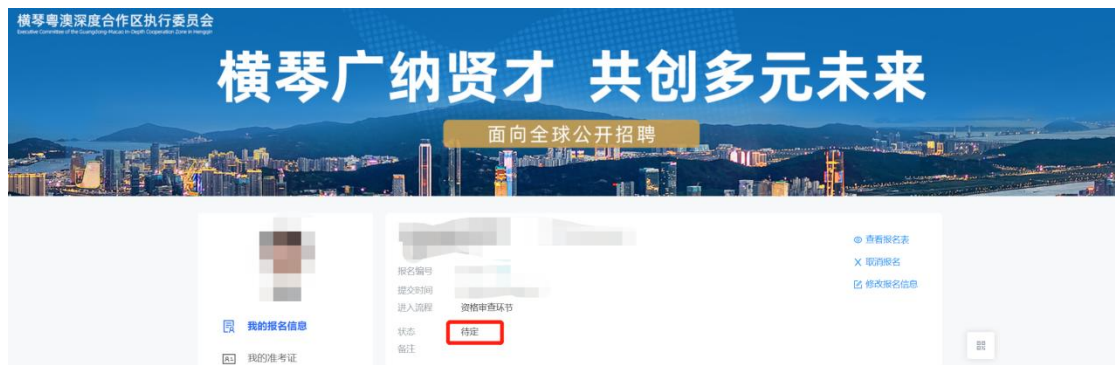 横琴粤澳深度合作区执行委员会
Executive Committee of the Guangdong-Macao In-Depth Cooperation Zone in Hengqin
横琴广纳贤才 共创多元未来
面向全球公开招聘
查看报名表
取消报名
修改报名信息
报名编号
提交时间
进入流程 资格审查环节
状态 待定
备注
我的报名信息
我的准考证